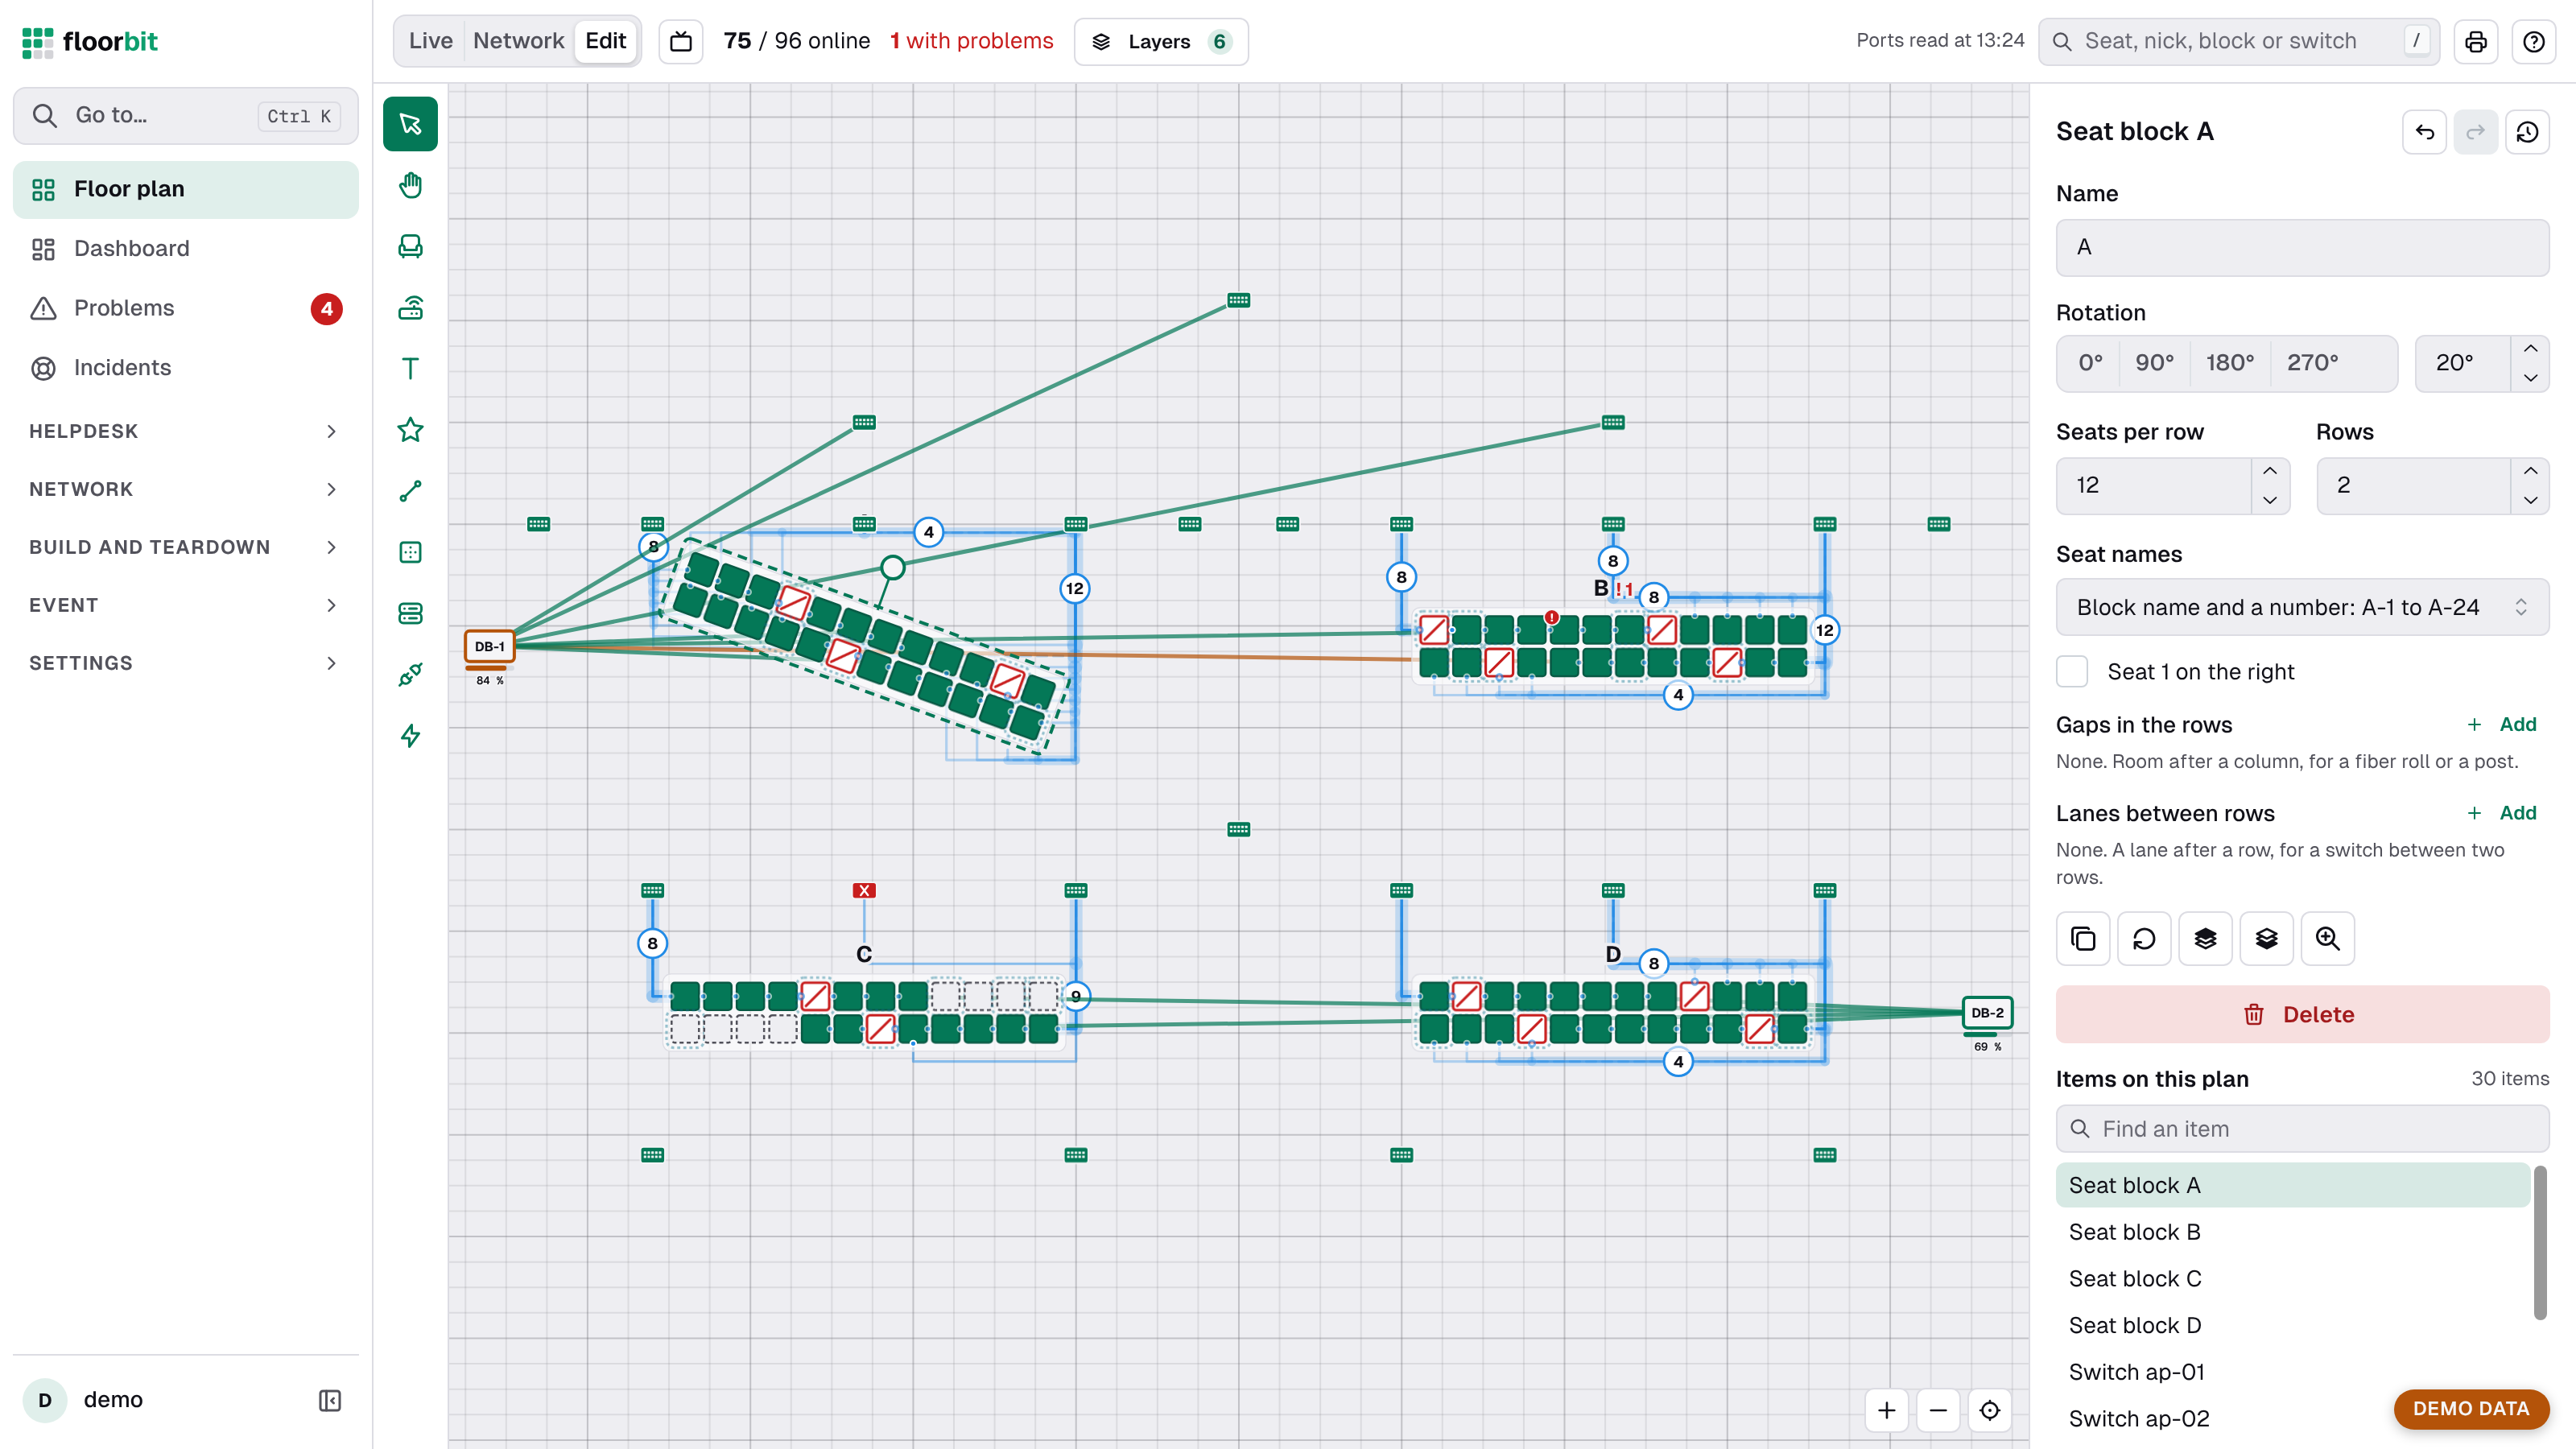 floorbit
Go to...
Ctrl K
Floor plan
Dashboard
Problems
4
Incidents
HELPDESK
NETWORK
BUILD AND TEARDOWN
EVENT
SETTINGS
D
demo
Live
Network
Edit
75 / 96 online
1 with problems
Layers
6
Ports read at 13:24
Seat, nick, block or switch
/
4
8
12
8
8
B !1
8
12
!
4
DB-1
84 %
X
8
C
9
D
8
4
DB-2
69 %
Seat block A
Name
A
Rotation
0°
90°
180°
270°
20°
Seats per row
Rows
12
2
Seat names
Block name and a number: A-1 to A-24
Seat 1 on the right
Gaps in the rows
Add
None. Room after a column, for a fiber roll or a post.
Lanes between rows
Add
None. A lane after a row, for a switch between two
rows.
Delete
Items on this plan
30 items
Find an item
Seat block A
Seat block B
Seat block C
Seat block D
Switch ap-01
Switch ap-02
DEMO DATA